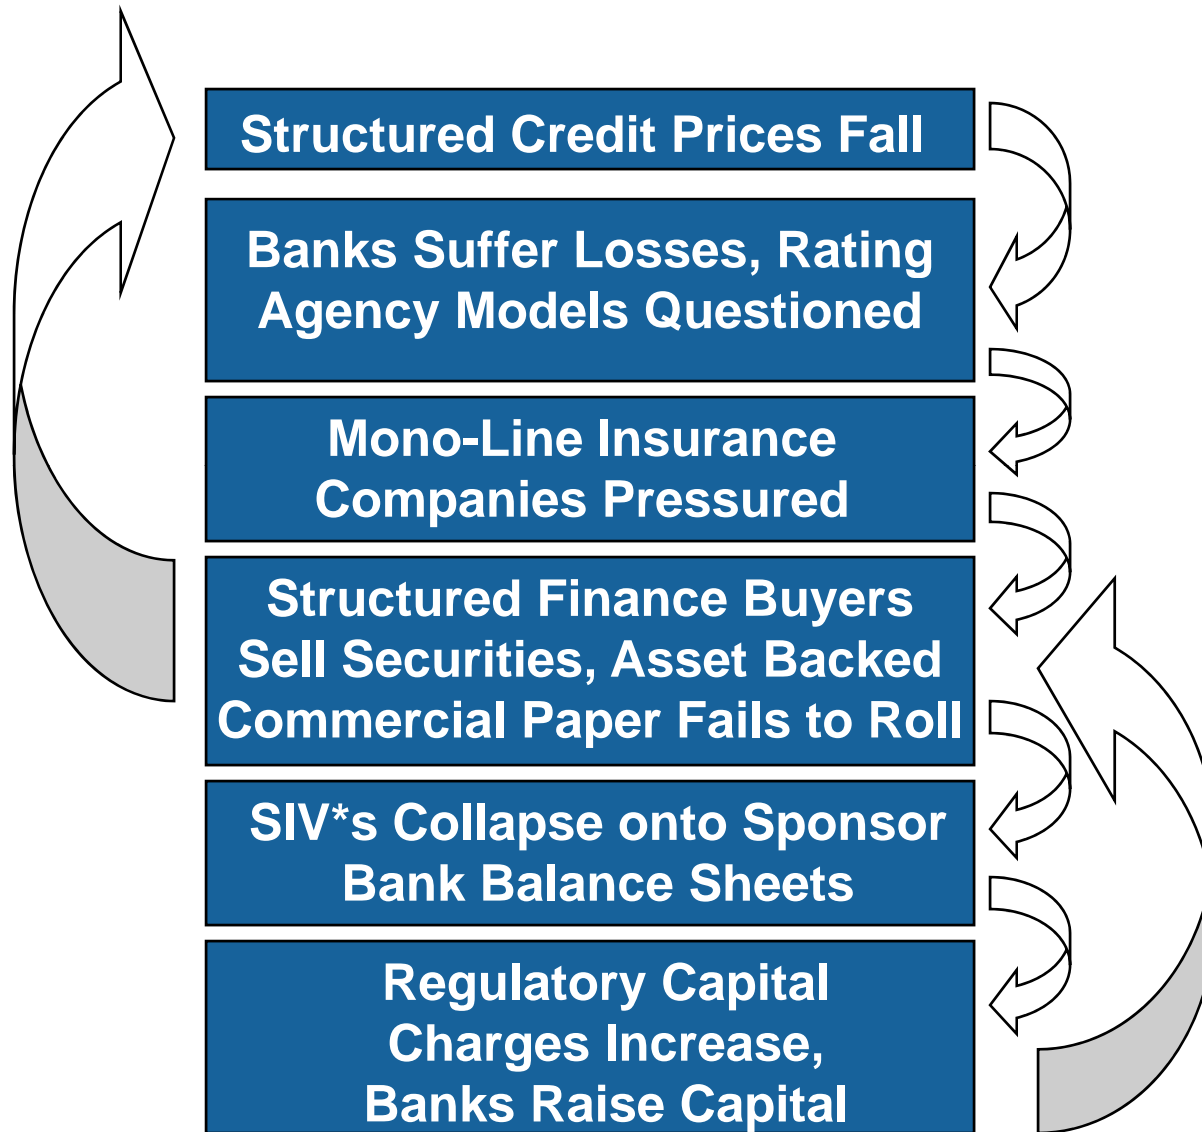 Structured Credit Prices Fall
Banks Suffer Losses, Rating
Agency Models Questioned
Mono-Line Insurance
Companies Pressured
Structured Finance Buyers
Sell Securities, Asset Backed
Commercial Paper Fails to Roll
SIV*s Collapse onto Sponsor
Bank Balance Sheets
Regulatory Capital
Charges Increase,
Banks Raise Capital